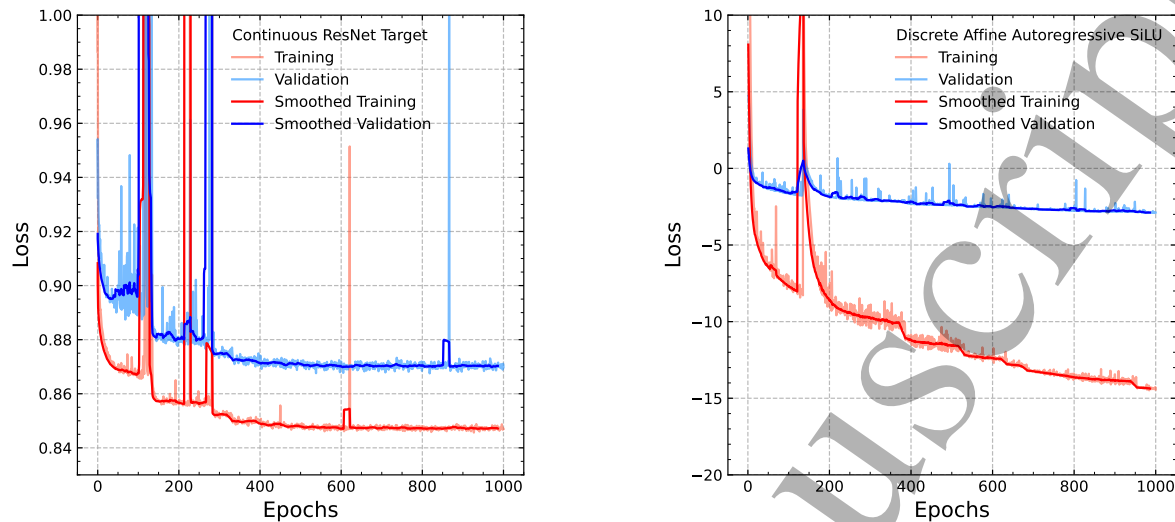 Continuous ResNet Target
Training
Validation
Smoothed Training
Smoothed Validation
1.00
0.98
0.96
0.94
0.92
0.90
0.88
0.86
0.84
Loss
0 200 400 600 800 1000
Epochs
Discrete Affine Autoregressive SiLU
Training
Validation
Smoothed Training
Smoothed Validation
10
5
0
−5
−10
−15
−20
Loss
0 200 400 600 800 1000
Epochs
uscrip